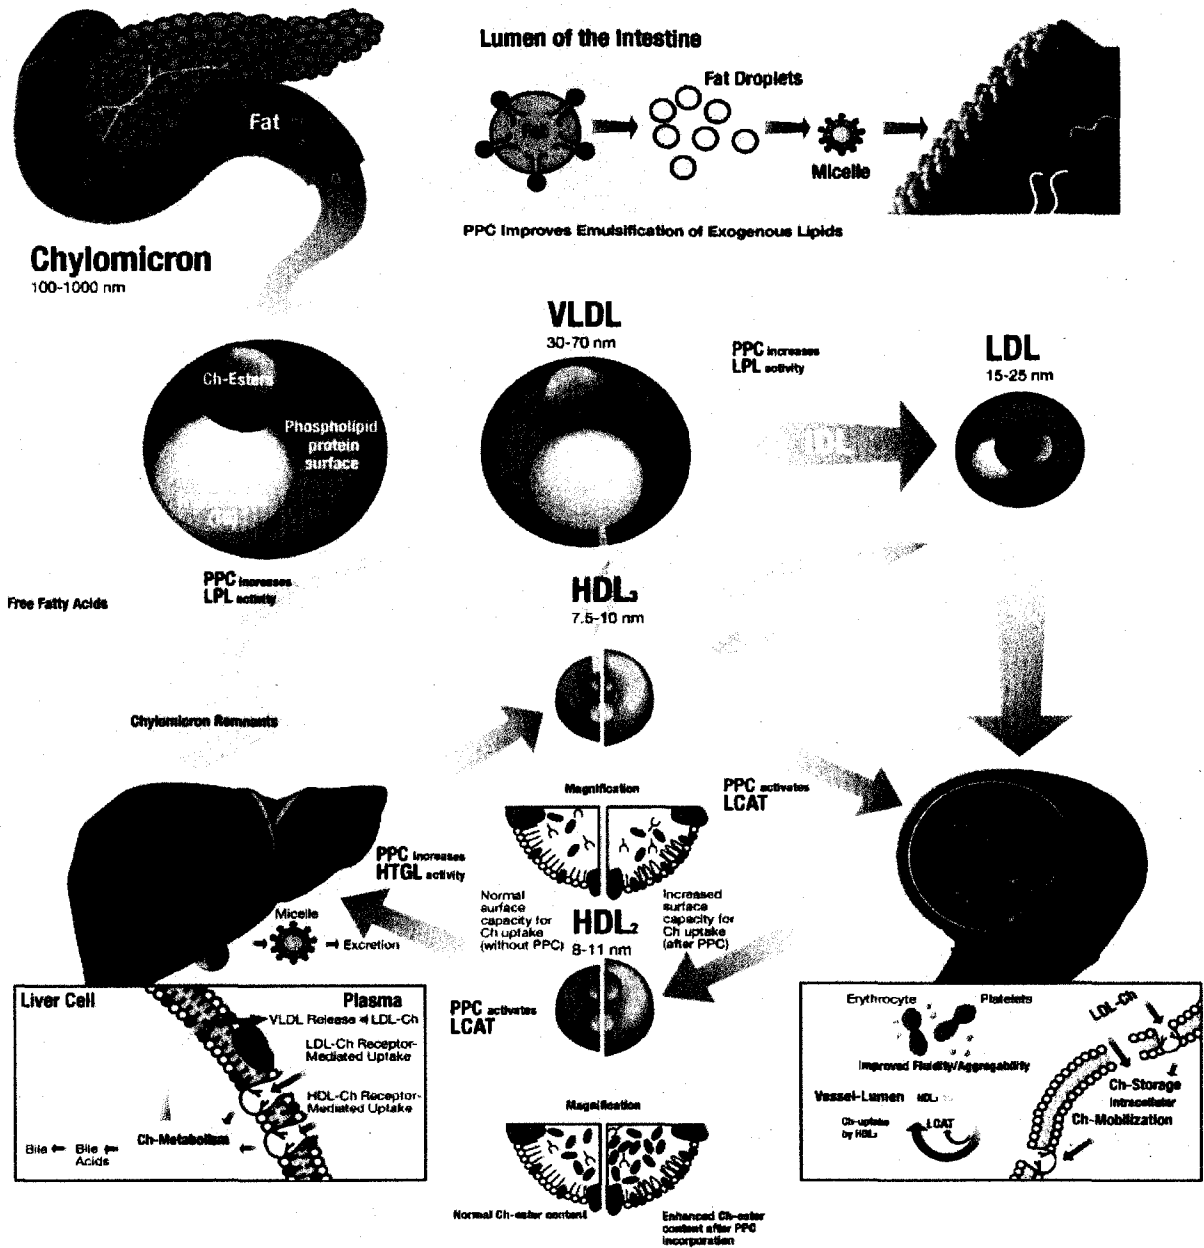 Lumen of the Intestine
Fat Droplets
Fat
Micelle
PPC Improves Emulsification of Exogenous Lipids
Chylomicron
100-1000 nm
VLDL
30-70 nm
PPC increases
LPL activity
LDL
15-25 nm
Ch-Esters
Phospholipid
protein
surface
IDL
PPC increases
LPL activity
Free Fatty Acids
HDL₃
7.5-10 nm
Chylomicron Remnants
Magnification
PPC activates
LCAT
PPC increases
HTGL activity
Normal
surface
capacity for
Ch uptake
(without PPC)
Increased
surface
capacity for
Ch uptake
(after PPC)
HDL₂
8-11 nm
Micelle
Excretion
PPC activates
LCAT
Liver Cell
Plasma
VLDL Release
LDL-Ch
LDL-Ch Receptor-
Mediated Uptake
HDL-Ch Receptor-
Mediated Uptake
Ch-Metabolism
Bile
Bile
Acids
Magnification
Normal Ch-ester content
Enhanced Ch-ester
content after PPC
incorporation
Erythrocyte
Platelets
LDL-Ch
Improved Fluidity/Aggregability
Ch-Storage
Intracellular
Vessel-Lumen
Ch-Mobilization
Ch-uptake
by HDL₃
LCAT